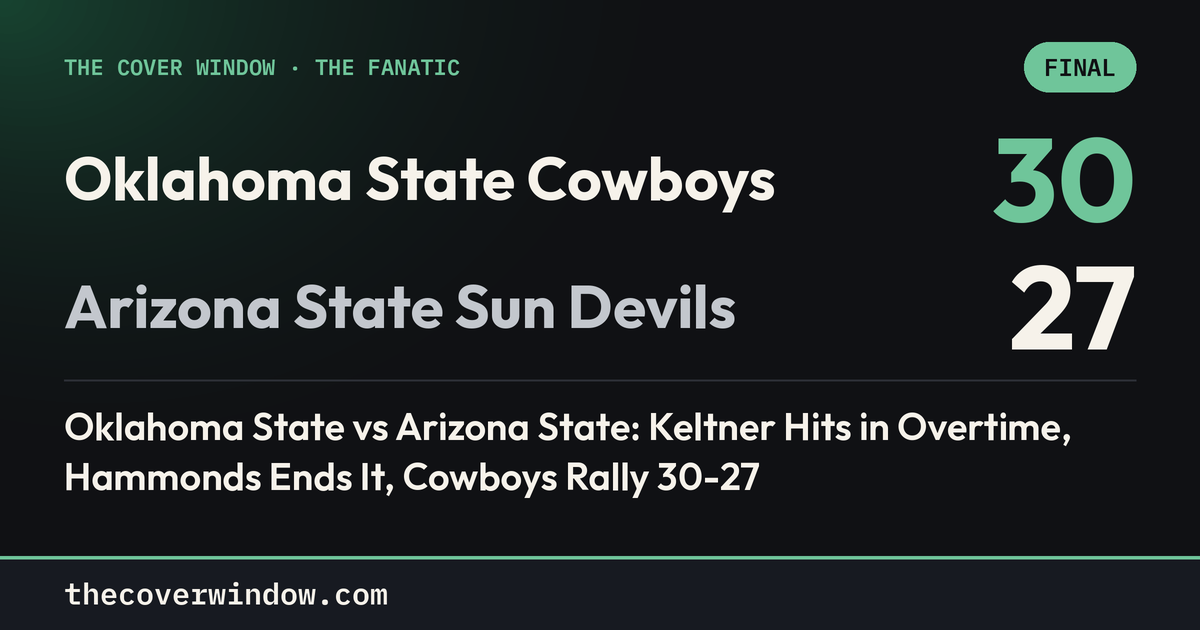 THE COVER WINDOW · THE FANATIC
FINAL
Oklahoma State Cowboys
30
Arizona State Sun Devils
27
Oklahoma State vs Arizona State: Keltner Hits in Overtime,
Hammonds Ends It, Cowboys Rally 30-27
thecoverwindow.com